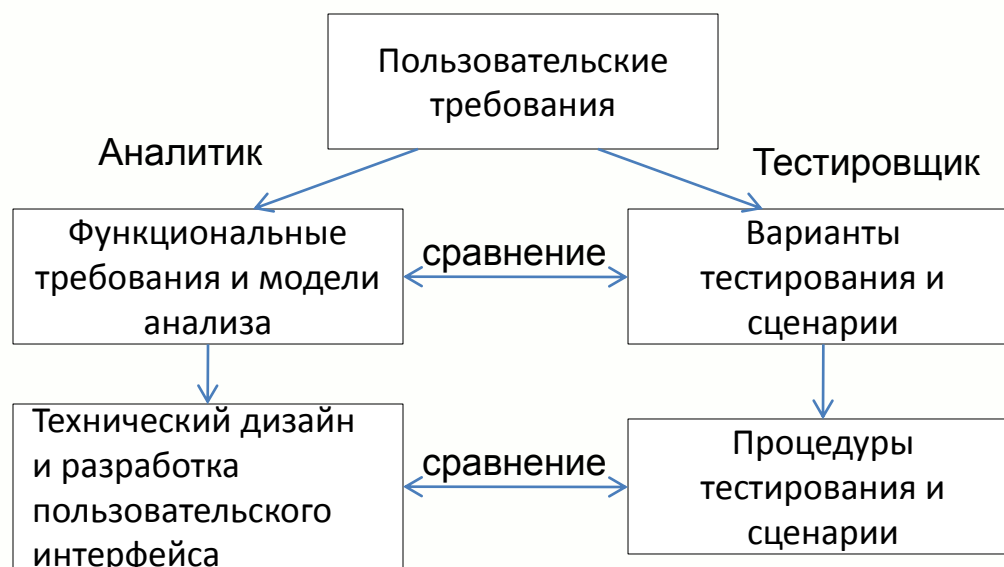 Пользовательские
требования
Аналитик
Тестировщик
Функциональные
требования и модели
анализа
сравнение
Варианты
тестирования и
сценарии
Технический дизайн
и разработка
пользовательского
интерфейса
сравнение
Процедуры
тестирования и
сценарии